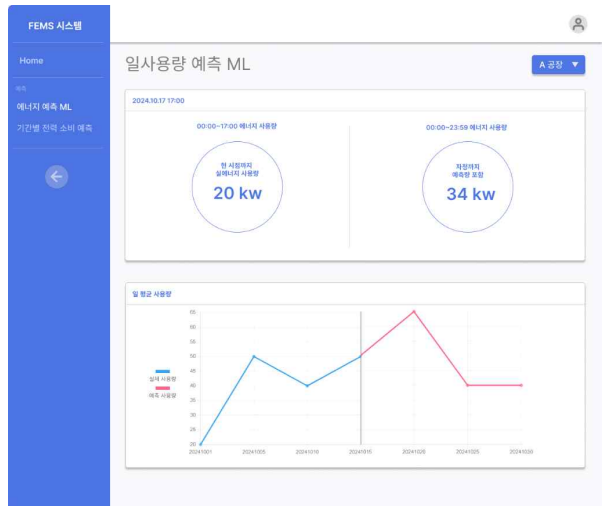 FEMS 시스템
Home
예측
에너지 예측 ML
기간별 전력 소비 예측
일사용량 예측 ML
A 공장 ▼
2024.10.17 17:00
00:00~17:00 에너지 사용량
현 시점까지
실에너지 사용량
20 kw
00:00~23:59 에너지 사용량
자정까지
예측량 포함
34 kw
일 평균 사용량
실제 사용량
예측 사용량
65
60
55
50
45
40
35
30
25
20
20241001
20241005
20241010
20241015
20241020
20241025
20241030